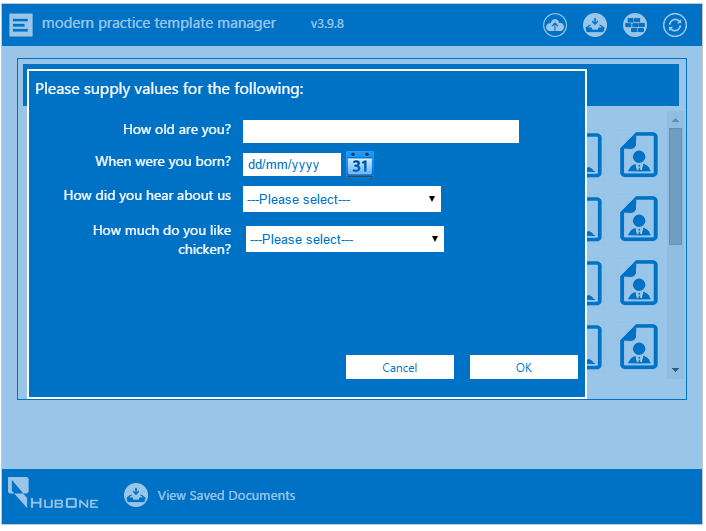 modern practice template manager v3.9.8
Please supply values for the following:
How old are you?
When were you born? dd/mm/yyyy 31
How did you hear about us ---Please select---
How much do you like
chicken? ---Please select---
Cancel OK
HUBONE View Saved Documents